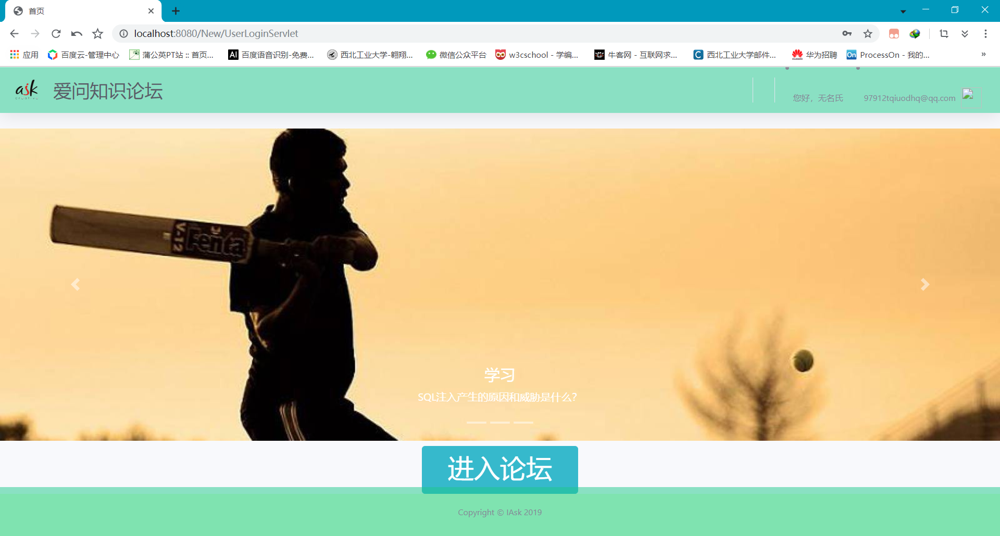 首页
localhost:8080/New/UserLoginServlet
应用
百度云-管理中心
蒲公英PT站 :: 首页...
AI
百度语音识别-免费...
西北工业大学-翱翔...
微信公众平台
w3cschool - 学编...
牛客网 - 互联网求...
C
西北工业大学邮件...
HUAWEI
华为招聘
On
ProcessOn - 我的...
»
ask
creative
爱问知识论坛
您好，无名氏
97912tqiuodhq@qq.com
V-12
Fenta
学习
SQL注入产生的原因和威胁是什么?
进入论坛
Copyright © IAsk 2019